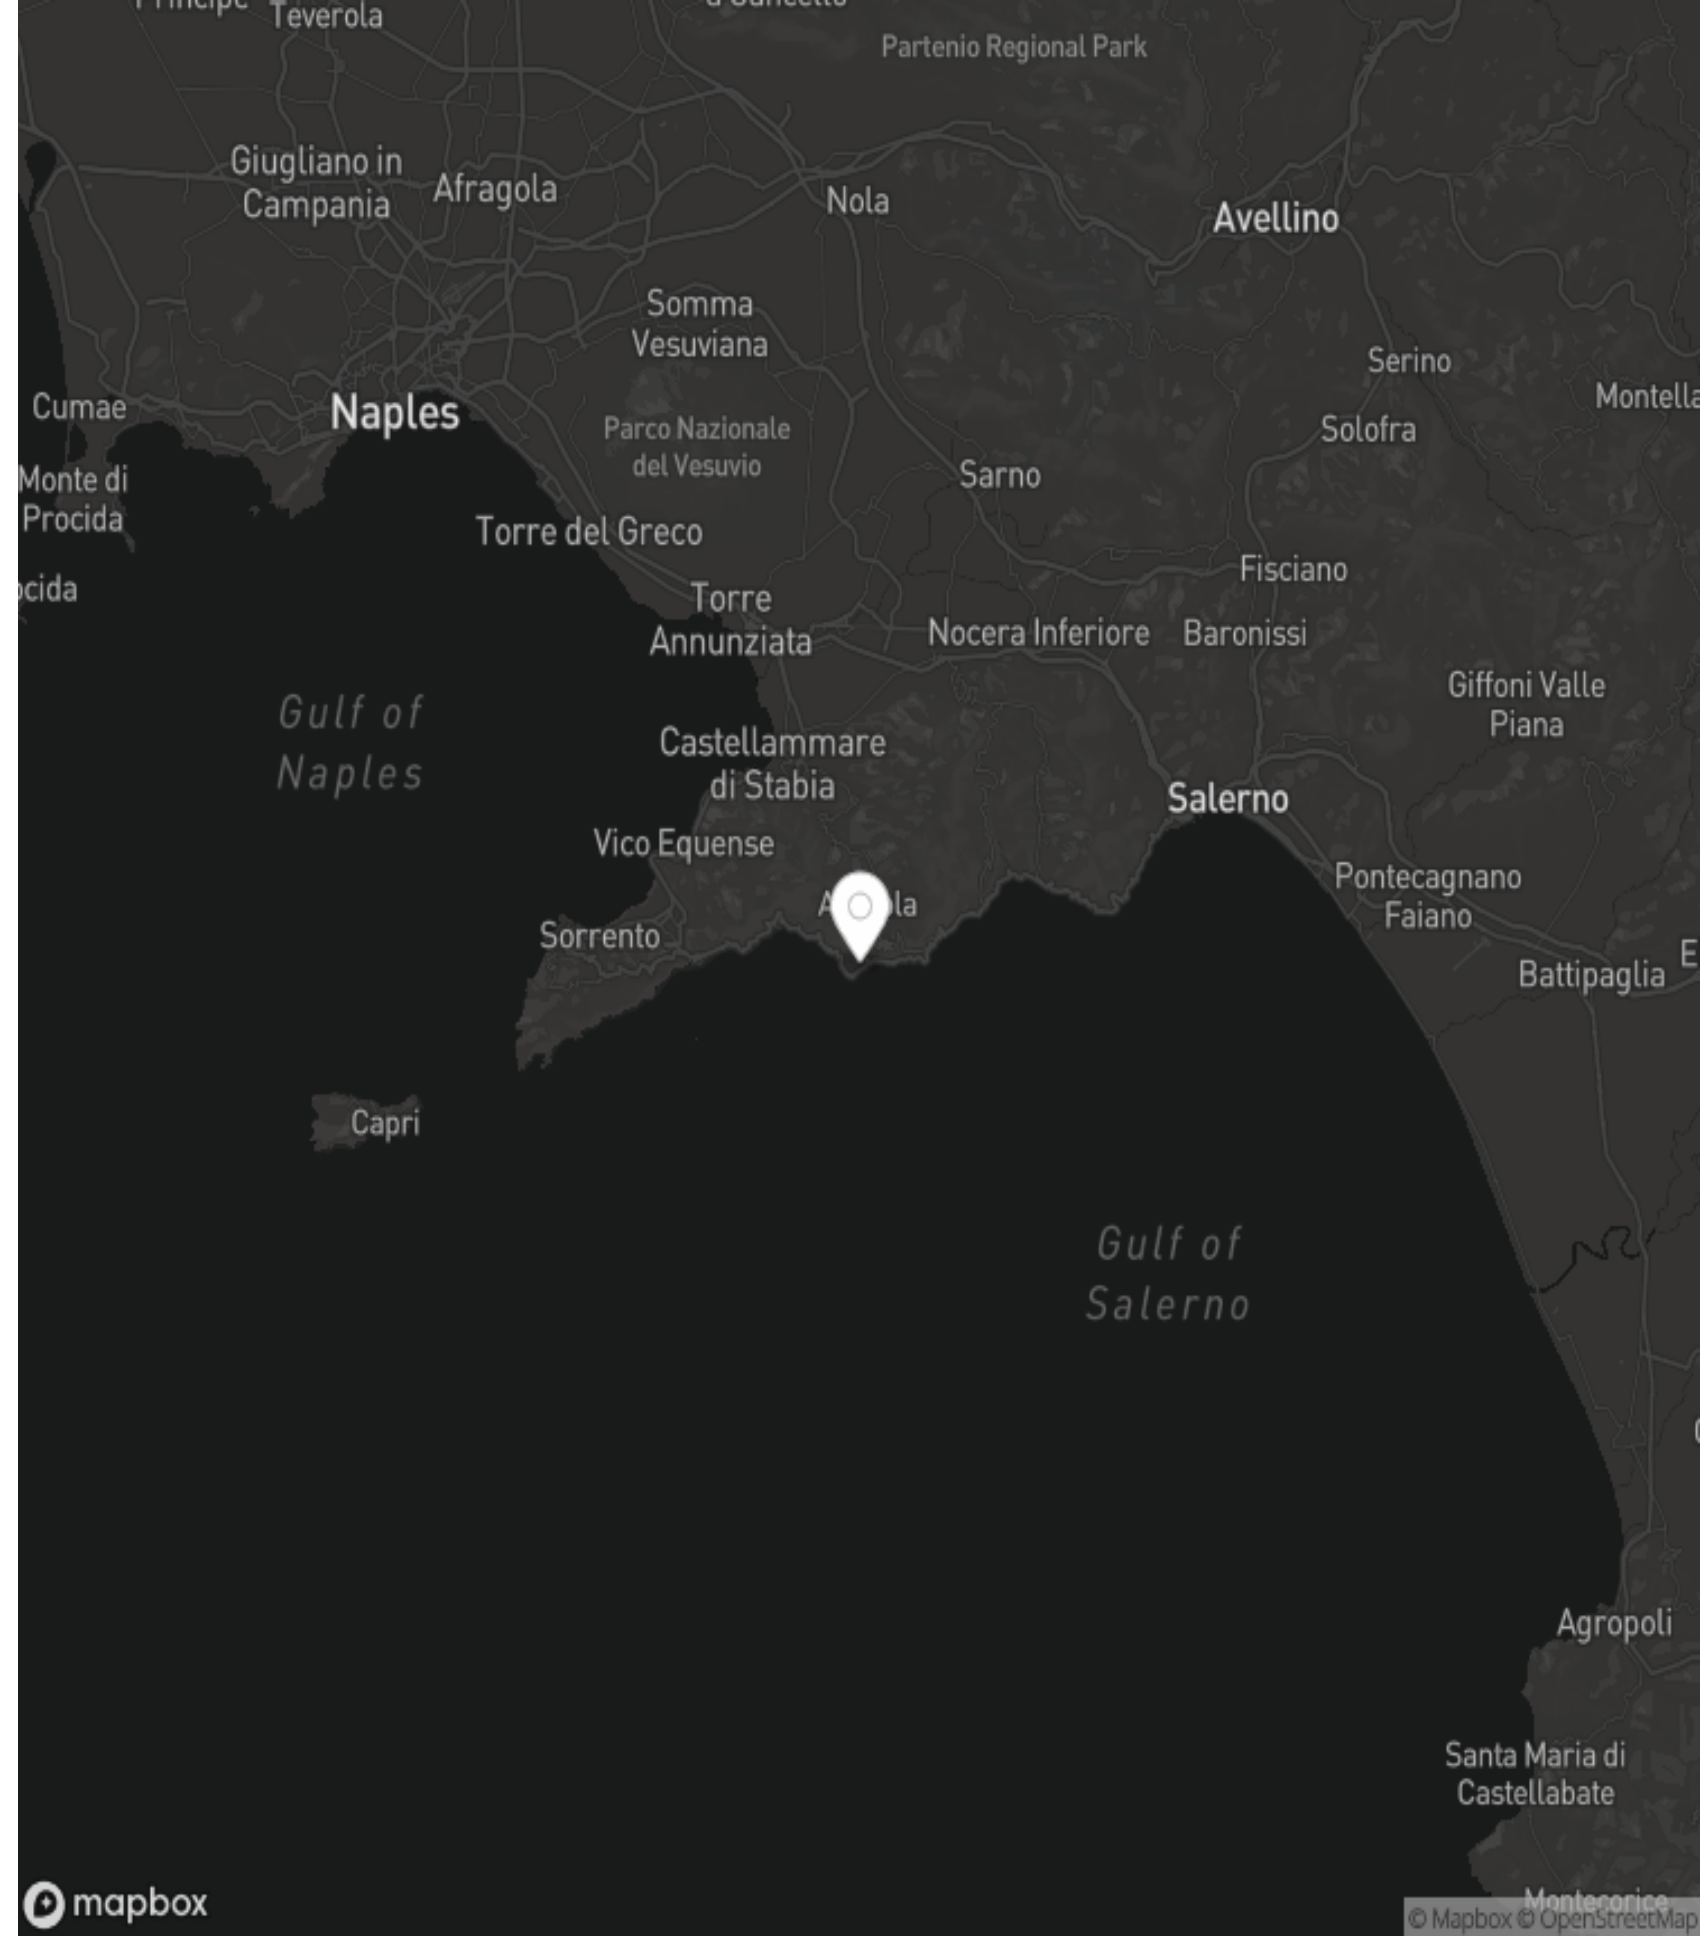 Teverola
Partenio Regional Park
Giugliano in
Campania
Afragola
Nola
Avellino
Somma
Vesuviana
Serino
Montella
Cumae
Naples
Parco Nazionale
del Vesuvio
Solofra
Sarno
Monte di
Procida
Torre del Greco
Fisciano
ocida
Torre
Annunziata
Nocera Inferiore
Baronissi
Giffoni Valle
Piana
Gulf of
Naples
Castellammare
di Stabia
Salerno
Vico Equense
Pontecagnano
Faiano
Sorrento
Battipaglia
E
Capri
Gulf of
Salerno
Agropoli
Santa Maria di
Castellabate
Montecorice
mapbox
© Mapbox © OpenStreetMap